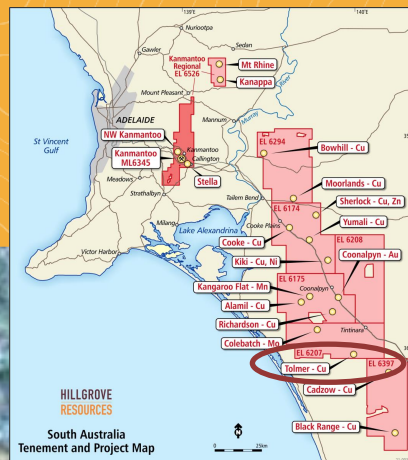 139°E
140°E
Nuriootpa
Gawler
Sedan
Kanmantoo
Regional
EL 6526
Mt Rhine
Kanappa
Mount Pleasant
River
Murray
ADELAIDE
Mannum
St Vincent
Gulf
NW Kanmantoo
Kanmantoo
ML6345
Kanmantoo
Callington
EL 6294
Bowhill - Cu
35
Stella
Meadows
Strathalbyn
Moorlands - Cu
Tailem Bend
Sherlock - Cu, Zn
EL 6174
Milang
Cooke Plains
Yumali - Cu
Lake Alexandrina
Victor Harbor
Cooke - Cu
EL 6208
Coonalpyn - Au
Kiki - Cu, Ni
EL 6175
Kangaroo Flat - Mn
Coonalpyn
Alamil - Cu
Richardson - Cu
Tintinara
Colebatch - Mo
36
EL 6207
Tolmer - Cu
EL 6397
Cadzow - Cu
HILLGROVE
RESOURCES
Black Range - Cu
South Australia
Tenement and Project Map
0
25km